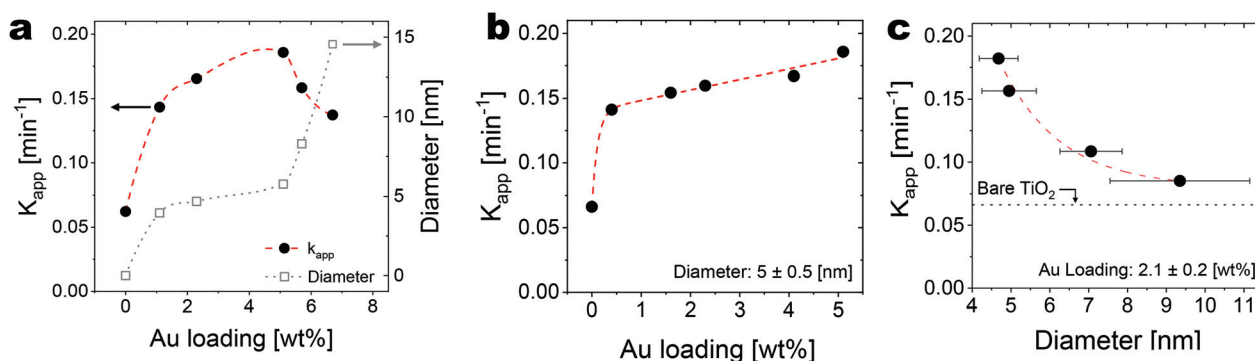 a
0.20
0.15
0.10
0.05
0.00
K_app [min⁻¹]
0
2
4
6
8
Au loading [wt%]
15
10
5
0
Diameter [nm]
k_app
Diameter
b
0.20
0.15
0.10
0.05
0.00
K_app [min⁻¹]
0
1
2
3
4
5
Au loading [wt%]
Diameter: 5 ± 0.5 [nm]
c
0.20
0.15
0.10
0.05
0.00
K_app [min⁻¹]
Bare TiO₂
Au Loading: 2.1 ± 0.2 [wt%]
4
5
6
7
8
9
10
11
Diameter [nm]